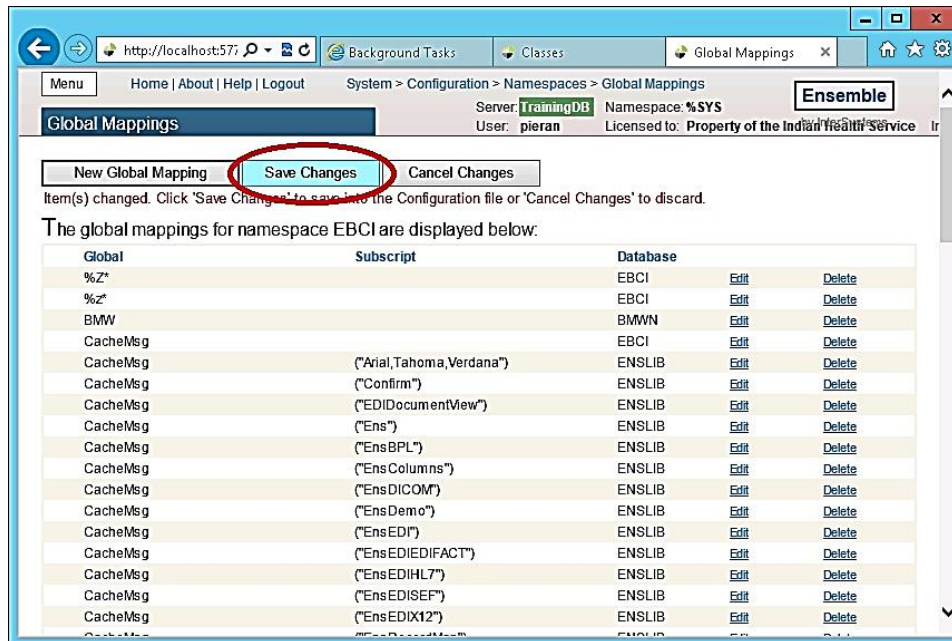 http://localhost:577 Background Tasks Classes Global Mappings
Menu Home | About | Help | Logout System > Configuration > Namespaces > Global Mappings
Ensemble
Server: TrainingDB Namespace: %SYS
by InterSystems
Global Mappings User: pieran Licensed to: Property of the Indian Health Service
New Global Mapping Save Changes Cancel Changes
Item(s) changed. Click 'Save Changes' to save into the Configuration file or 'Cancel Changes' to discard.
The global mappings for namespace EBCI are displayed below:
Global Subscript Database
%Z* EBCI Edit Delete
%z* EBCI Edit Delete
BMW BMWN Edit Delete
CacheMsg EBCI Edit Delete
CacheMsg ("Arial,Tahoma,Verdana") ENSLIB Edit Delete
CacheMsg ("Confirm") ENSLIB Edit Delete
CacheMsg ("EDIDocumentView") ENSLIB Edit Delete
CacheMsg ("Ens") ENSLIB Edit Delete
CacheMsg ("EnsBPL") ENSLIB Edit Delete
CacheMsg ("EnsColumns") ENSLIB Edit Delete
CacheMsg ("EnsDICOM") ENSLIB Edit Delete
CacheMsg ("EnsDemo") ENSLIB Edit Delete
CacheMsg ("EnsEDI") ENSLIB Edit Delete
CacheMsg ("EnsEDIEDIFACT") ENSLIB Edit Delete
CacheMsg ("EnsEDIHL7") ENSLIB Edit Delete
CacheMsg ("EnsEDISEF") ENSLIB Edit Delete
CacheMsg ("EnsEDIX12") ENSLIB Edit Delete